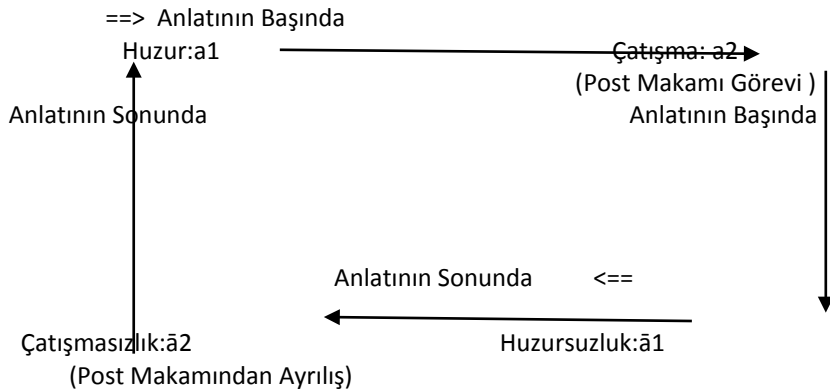 ==> Anlatının Başında
Huzur:a1 Çatışma: a2
(Post Makamı Görevi )
Anlatının Sonunda Anlatının Başında
Anlatının Sonunda <==
Çatışmasızlık:ā2 Huzursuzluk:ā1
(Post Makamından Ayrılış)